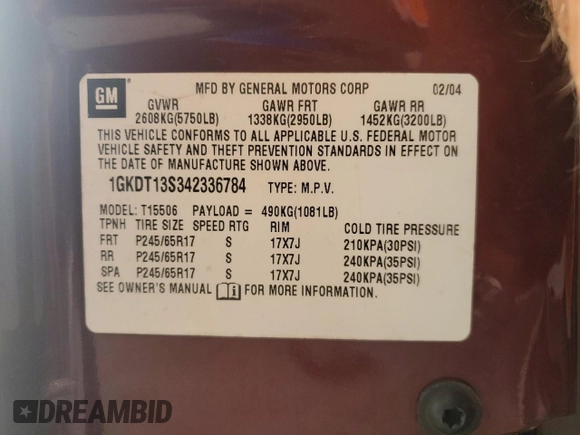 GM
MFD BY GENERAL MOTORS CORP 02/04
GVWR GAWR FRT GAWR RR
2608KG(5750LB) 1338KG(2950LB) 1452KG(3200LB)
THIS VEHICLE CONFORMS TO ALL APPLICABLE U.S. FEDERAL MOTOR
VEHICLE SAFETY AND THEFT PREVENTION STANDARDS IN EFFECT ON
THE DATE OF MANUFACTURE SHOWN ABOVE.
1GKDT13S342336784 TYPE: M.P.V.
MODEL: T15506 PAYLOAD = 490KG(1081LB)
TPNH TIRE SIZE SPEED RTG RIM COLD TIRE PRESSURE
FRT P245/65R17 S 17X7J 210KPA(30PSI)
RR P245/65R17 S 17X7J 240KPA(35PSI)
SPA P245/65R17 S 17X7J 240KPA(35PSI)
SEE OWNER'S MANUAL FOR MORE INFORMATION.
DREAMBID